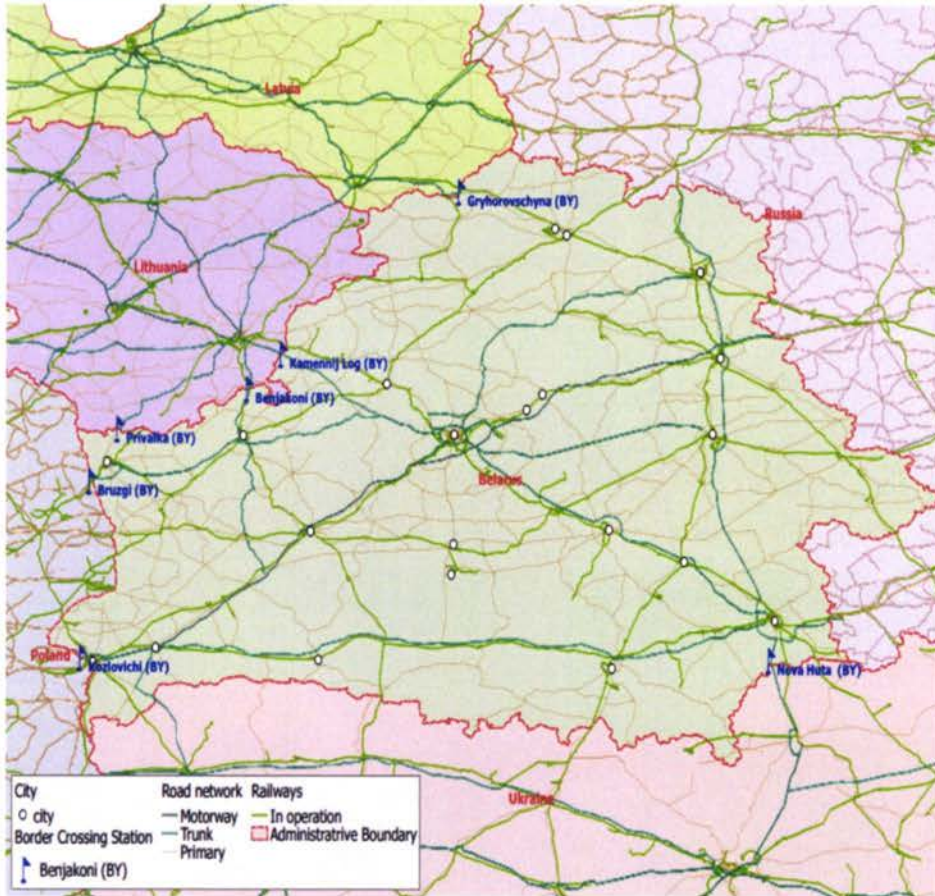 Latvia
Gryhorovschyna (BY)
Russia
Lithuania
Kamennij Log (BY)
Benjakoni (BY)
Privalka (BY)
Bruzgi (BY)
Belarus
Poland
Kozlovichi (BY)
Nova Huta (BY)
Ukraine
City
city
Border Crossing Station
Benjakoni (BY)
Road network
Motorway
Trunk
Primary
Railways
In operation
Administratrive Boundary